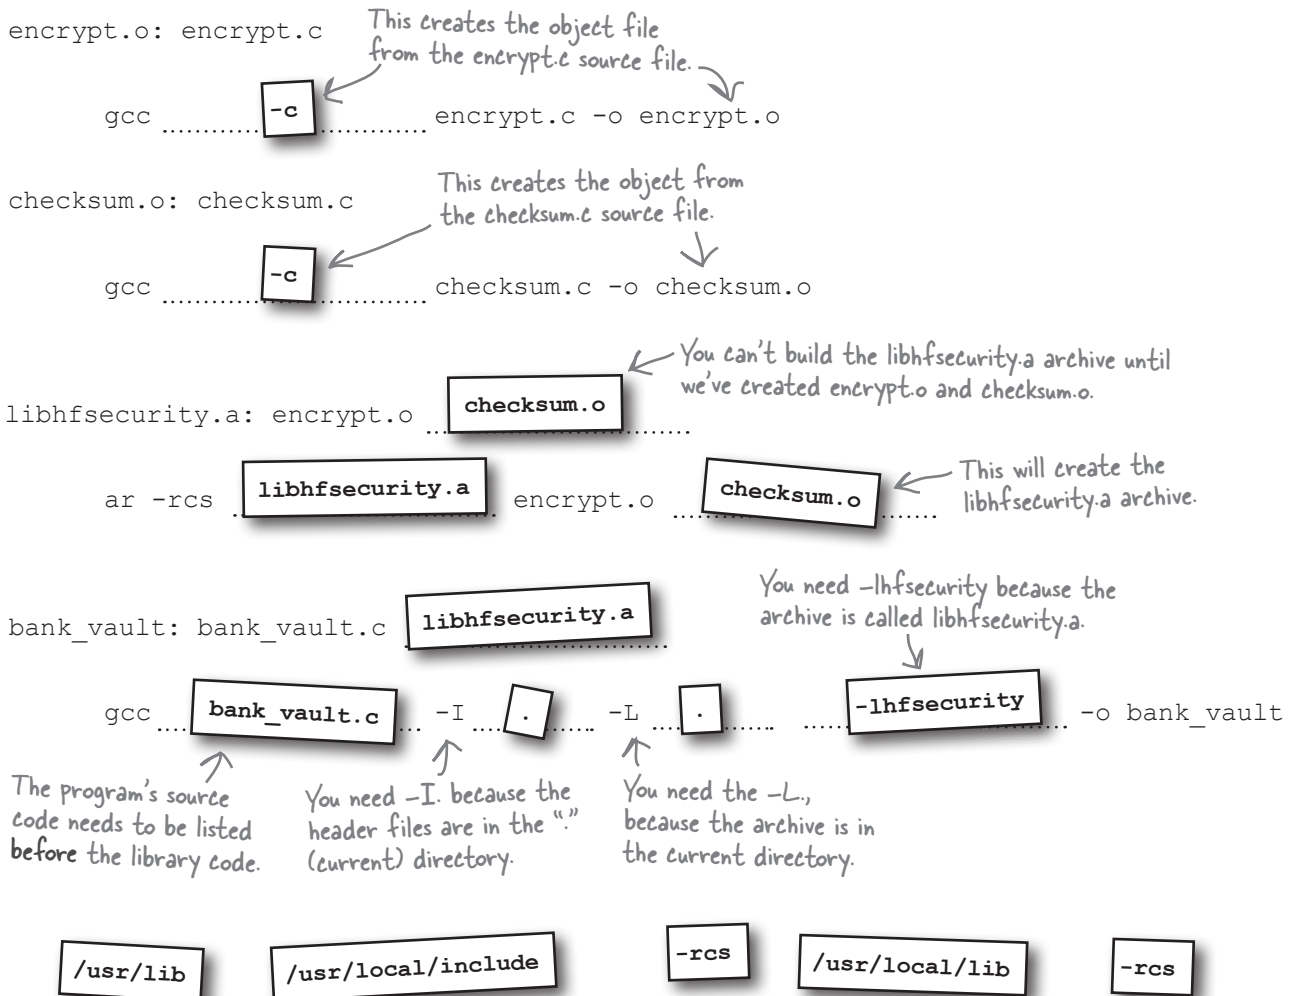 encrypt.o: encrypt.c
This creates the object file
from the encrypt.c source file.
gcc -c encrypt.c -o encrypt.o
checksum.o: checksum.c
This creates the object from
the checksum.c source file.
gcc -c checksum.c -o checksum.o
You can't build the libhfsecurity.a archive until
we've created encrypt.o and checksum.o.
libhfsecurity.a: encrypt.o checksum.o
ar -rcs libhfsecurity.a encrypt.o checksum.o
This will create the
libhfsecurity.a archive.
You need –lhfsecurity because the
archive is called libhfsecurity.a.
bank_vault: bank_vault.c libhfsecurity.a
gcc bank_vault.c -I . -L . -lhfsecurity -o bank_vault
The program's source
code needs to be listed
before the library code.
You need –I. because the
header files are in the “.”
(current) directory.
You need the –L.,
because the archive is in
the current directory.
/usr/lib
/usr/local/include
-rcs
/usr/local/lib
-rcs